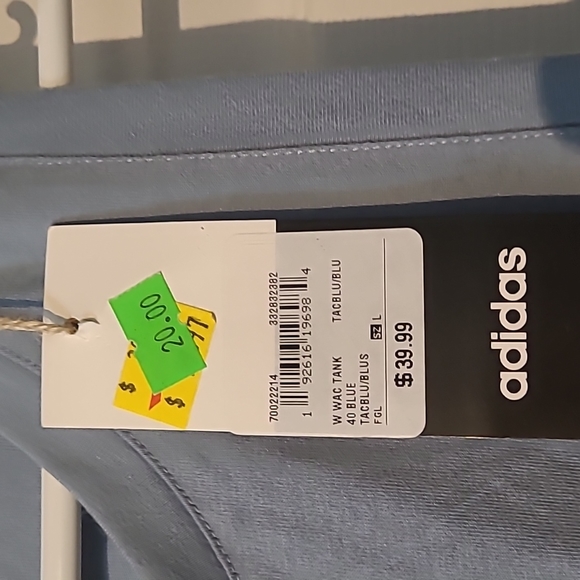 adidas
70022214
332832382
1 92616 19698 4
W WAC TANK
40 BLUE TACBLU/BLU
TACBLU/BLUS
FGL SZ L
$ 39.99
20.00
$ $